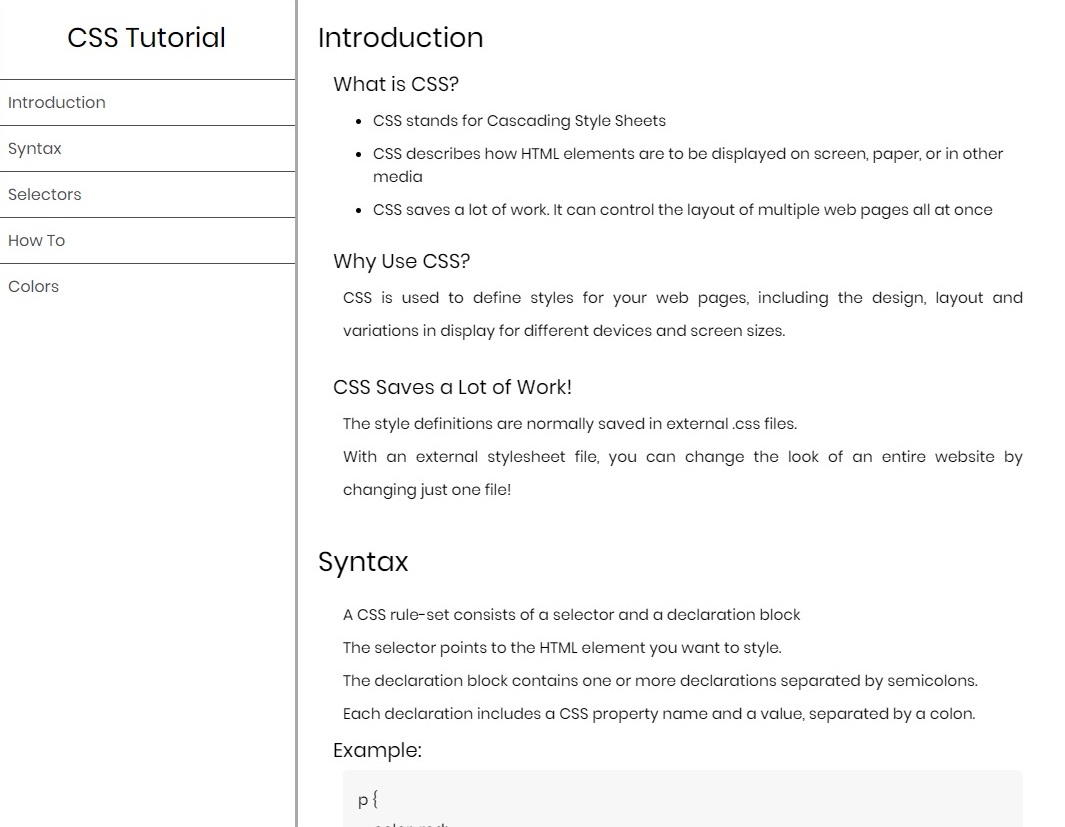 CSS Tutorial
Introduction
Syntax
Selectors
How To
Colors
Introduction
What is CSS?
• CSS stands for Cascading Style Sheets
• CSS describes how HTML elements are to be displayed on screen, paper, or in other
media
• CSS saves a lot of work. It can control the layout of multiple web pages all at once
Why Use CSS?
CSS is used to define styles for your web pages, including the design, layout and
variations in display for different devices and screen sizes.
CSS Saves a Lot of Work!
The style definitions are normally saved in external .css files.
With an external stylesheet file, you can change the look of an entire website by
changing just one file!
Syntax
A CSS rule-set consists of a selector and a declaration block
The selector points to the HTML element you want to style.
The declaration block contains one or more declarations separated by semicolons.
Each declaration includes a CSS property name and a value, separated by a colon.
Example:
p {